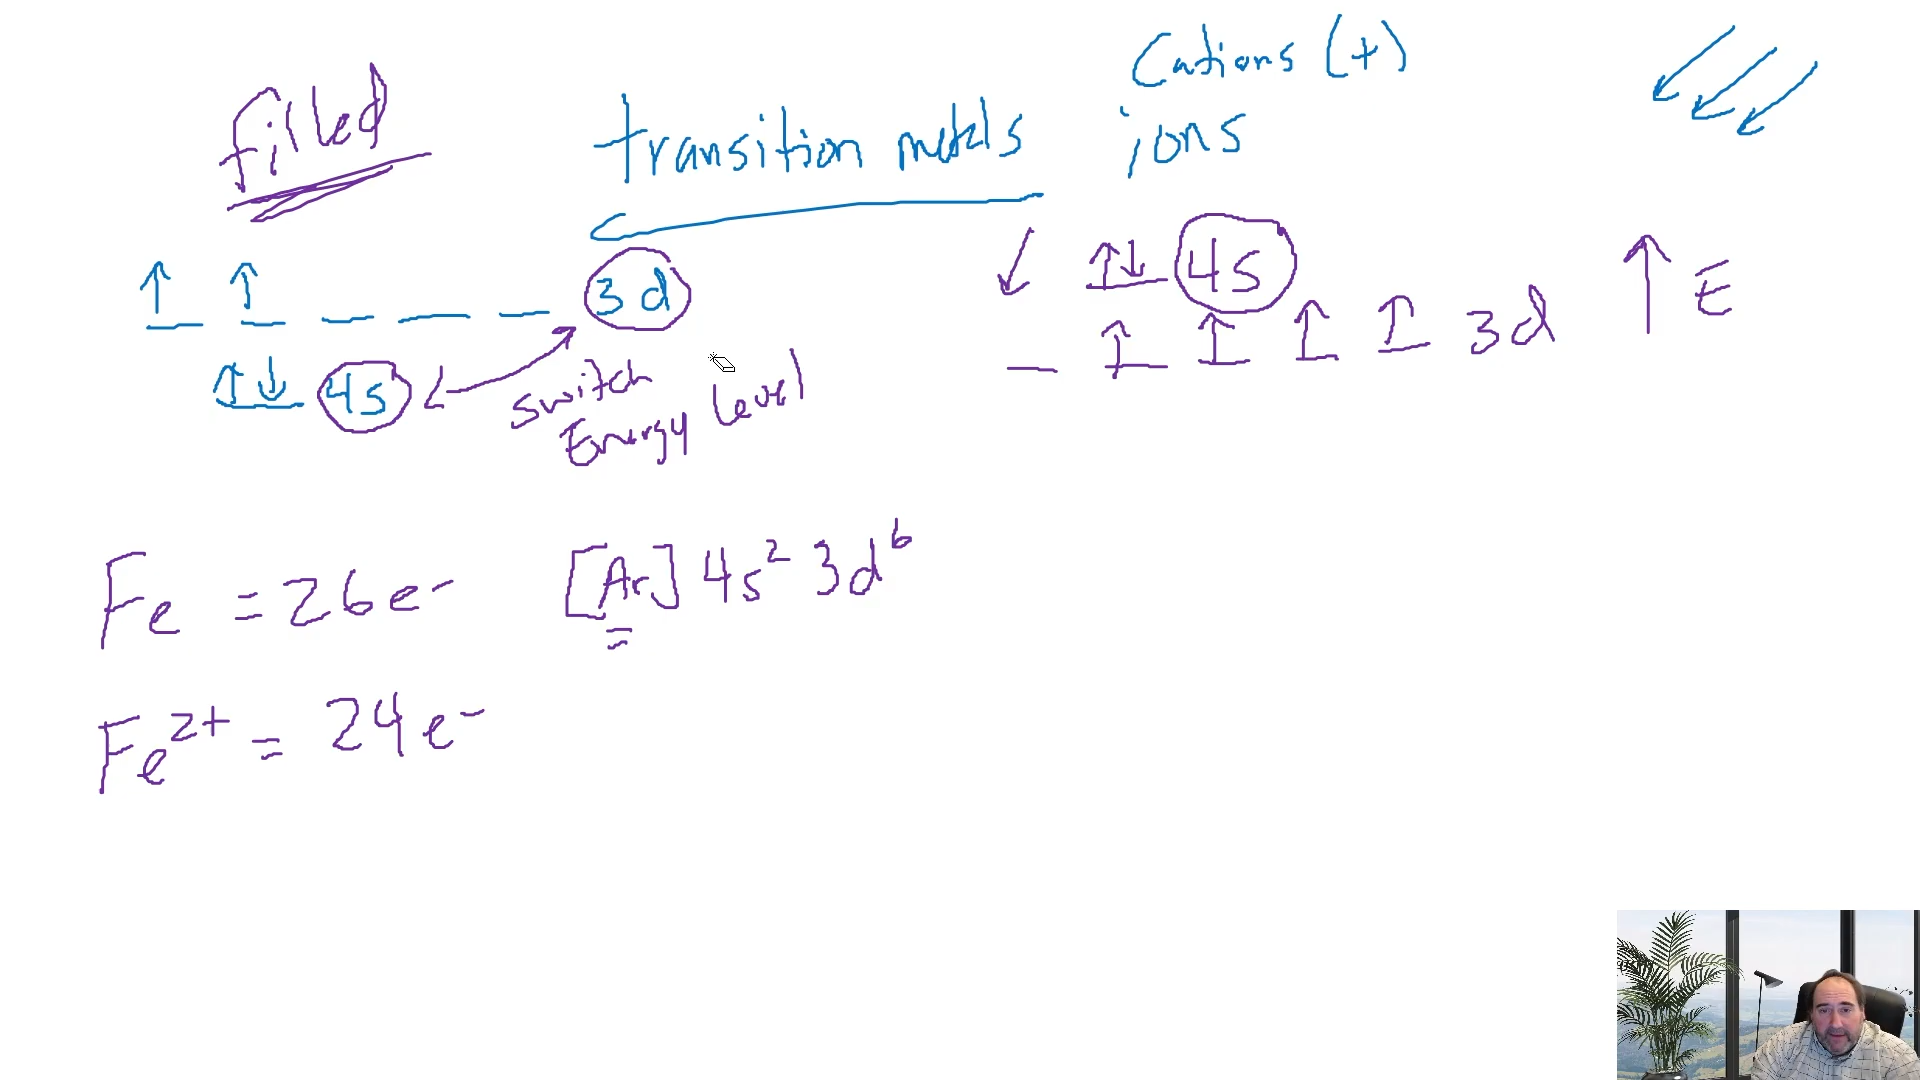 Cations (+)
filled
transition metals ions
3d
4s
E
↑ ↑
↑↓ 4s
↑ ↑ ↑ ↑ 3d
switch
Energy level
Fe = 26e⁻ [Ar] 4s² 3d⁶
Fe²⁺ = 24e⁻